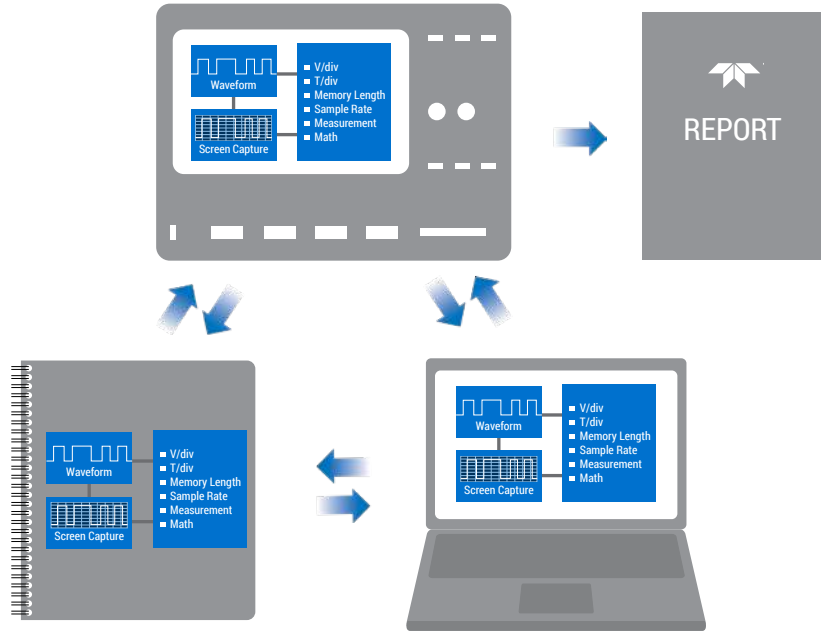 Waveform
Screen Capture
V/div
T/div
Memory Length
Sample Rate
Measurement
Math
REPORT
Waveform
Screen Capture
V/div
T/div
Memory Length
Sample Rate
Measurement
Math
Waveform
Screen Capture
V/div
T/div
Memory Length
Sample Rate
Measurement
Math